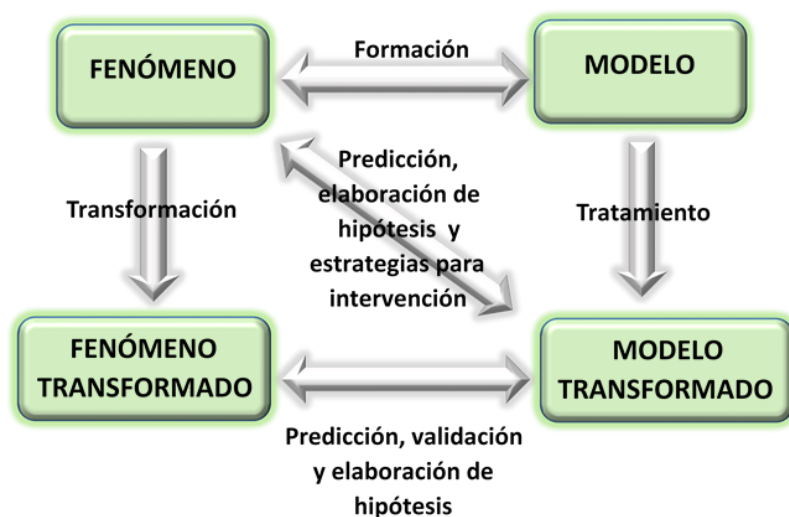 FENÓMENO
Formación
MODELO
Transformación
Predicción,
elaboración de
hipótesis y
estrategias para
intervención
Tratamiento
FENÓMENO
TRANSFORMADO
MODELO
TRANSFORMADO
Predicción, validación
y elaboración de
hipótesis